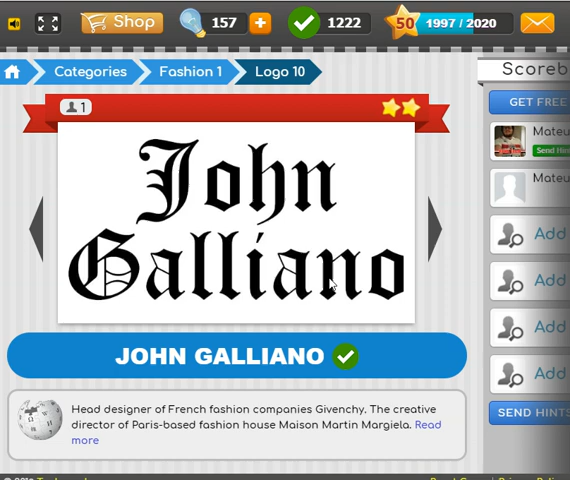 Shop
157
1222
50
1997 / 2020
Categories
Fashion 1
Logo 10
Scoreb
1
GET FREE
John
Galliano
Mateu
Send Hin
Mateu
Add
Add
Add
Add
JOHN GALLIANO
Head designer of French fashion companies Givenchy. The creative
director of Paris-based fashion house Maison Martin Margiela. Read
more
SEND HINTS